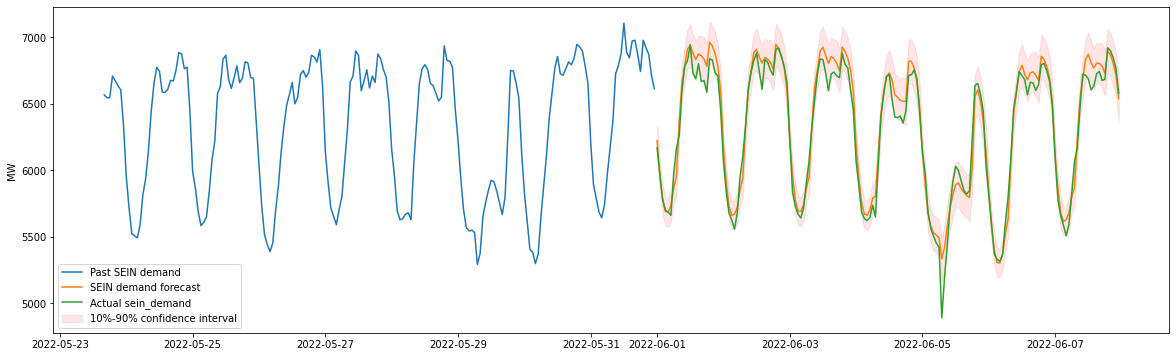 7000
6500
6000
5500
5000
MW
Past SEIN demand
SEIN demand forecast
Actual sein_demand
10%-90% confidence interval
2022-05-23
2022-05-25
2022-05-27
2022-05-29
2022-05-31
2022-06-01
2022-06-03
2022-06-05
2022-06-07